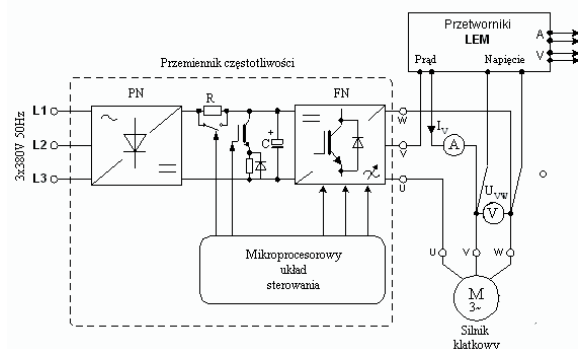 Przetworniki
LEM
A
V
Prąd
Napięcie
Przemiennik częstotliwości
PN
R
FN
L1
L2
L3
3x380V 50Hz
C
+
W
V
U
I_V
A
U_VW
V
Mikroprocesorowy
układ
sterowania
U
V
W
M
3~
Silnik
klatkowy